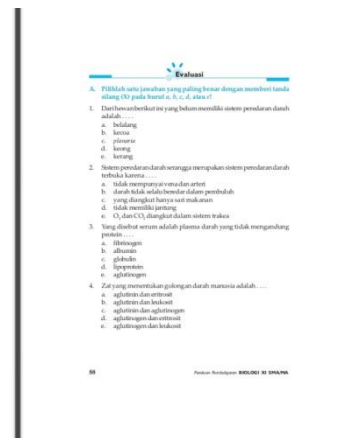 Evaluasi
A. Pilihlah satu jawaban yang paling benar dengan memberi tanda
silang (X) pada huruf a, b, c, d, atau e!
1. Dari hewan berikut ini yang belum memiliki sistem peredaran darah
adalah . . . .
a. belalang
b. kecoa
c. planaria
d. keong
e. kerang
2. Sistem peredaran darah serangga merupakan sistem peredaran darah
terbuka karena . . . .
a. tidak mempunyai vena dan arteri
b. darah tidak selalu beredar dalam pembuluh
c. yang diangkut hanya sari makanan
d. tidak memiliki jantung
e. O₂ dan CO₂ diangkut dalam sistem trakea
3. Yang disebut serum adalah plasma darah yang tidak mengandung
protein . . . .
a. fibrinogen
b. albumin
c. globulin
d. lipoprotein
e. aglutinogen
4. Zat yang menentukan golongan darah manusia adalah . . . .
a. aglutinin dan eritrosit
b. aglutinin dan leukosit
c. aglutinin dan aglutinogen
d. aglutinogen dan eritrosit
e. aglutinogen dan leukosit
88 Panduan Pembelajaran BIOLOGI XI SMA/MA